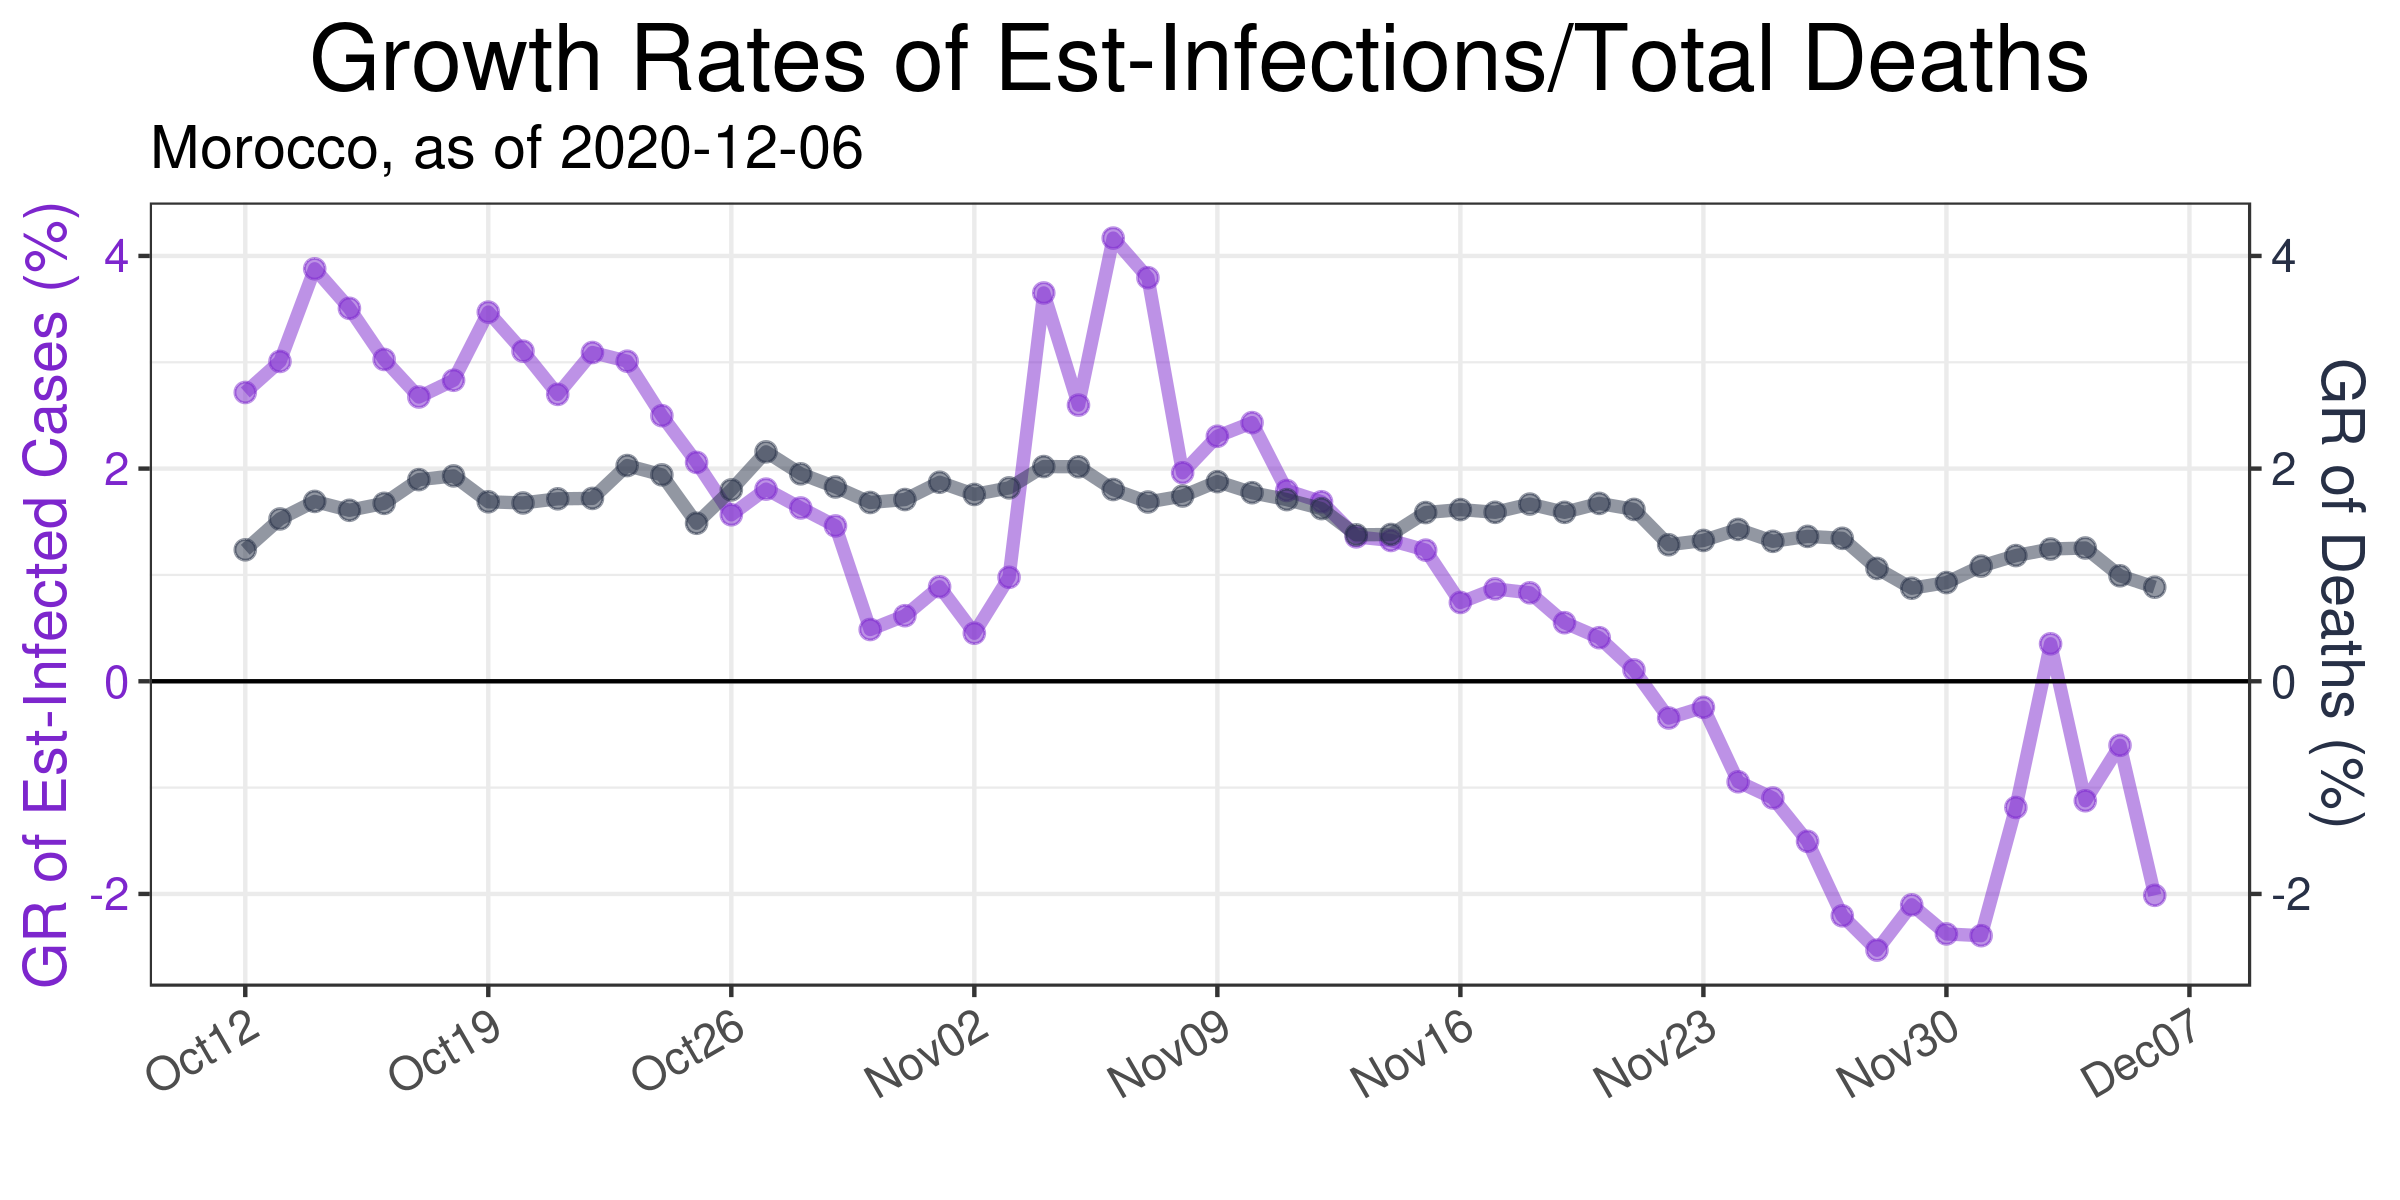 Growth Rates of Est-Infections/Total Deaths
Morocco, as of 2020-12-06
GR of Est-Infected Cases (%)
4
2
0
-2
4
2
0
-2
GR of Deaths (%)
Oct12
Oct19
Oct26
Nov02
Nov09
Nov16
Nov23
Nov30
Dec07